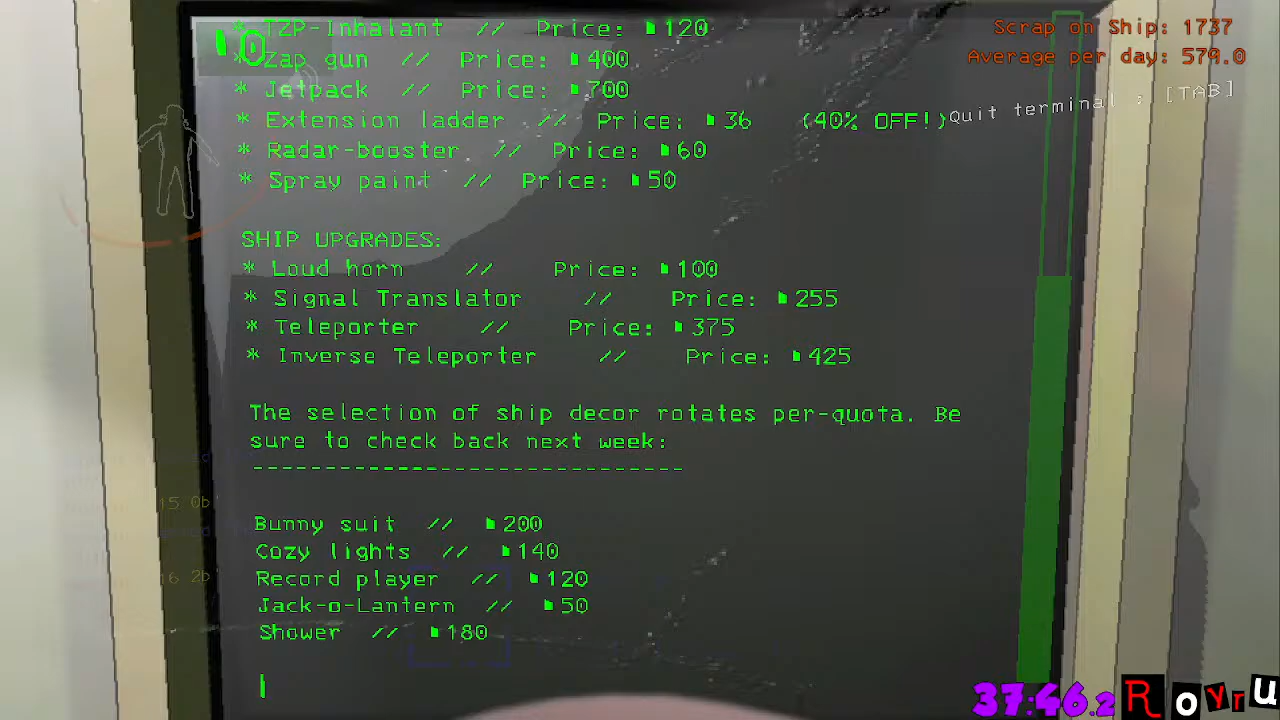 * TZP-Inhalant // Price: ▮120
* Zap gun // Price: ▮400
* Jetpack // Price: ▮700
* Extension ladder // Price: ▮36 (40% OFF!)
* Radar-booster // Price: ▮60
* Spray paint // Price: ▮50
SHIP UPGRADES:
* Loud horn // Price: ▮100
* Signal Translator // Price: ▮255
* Teleporter // Price: ▮375
* Inverse Teleporter // Price: ▮425
The selection of ship decor rotates per-quota. Be
sure to check back next week:
--------------------------------
Bunny suit // ▮200
Cozy lights // ▮140
Record player // ▮120
Jack-o-Lantern // ▮50
Shower // ▮180
Scrap on Ship: 1737
Average per day: 579.0
Quit terminal : [TAB]
▮0
37:46.2
Royru